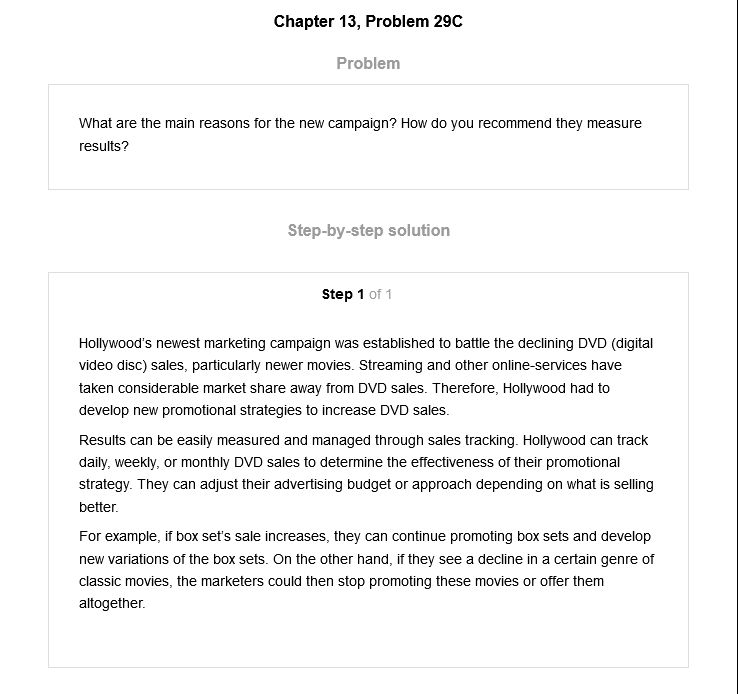 Chapter 13, Problem 29C
Problem
What are the main reasons for the new campaign? How do you recommend they measure
results?
Step-by-step solution
Step 1 of 1
Hollywood's newest marketing campaign was established to battle the declining DVD (digital
video disc) sales, particularly newer movies. Streaming and other online-services have
taken considerable market share away from DVD sales. Therefore, Hollywood had to
develop new promotional strategies to increase DVD sales.
Results can be easily measured and managed through sales tracking. Hollywood can track
daily, weekly, or monthly DVD sales to determine the effectiveness of their promotional
strategy. They can adjust their advertising budget or approach depending on what is selling
better.
For example, if box set's sale increases, they can continue promoting box sets and develop
new variations of the box sets. On the other hand, if they see a decline in a certain genre of
classic movies, the marketers could then stop promoting these movies or offer them
altogether.